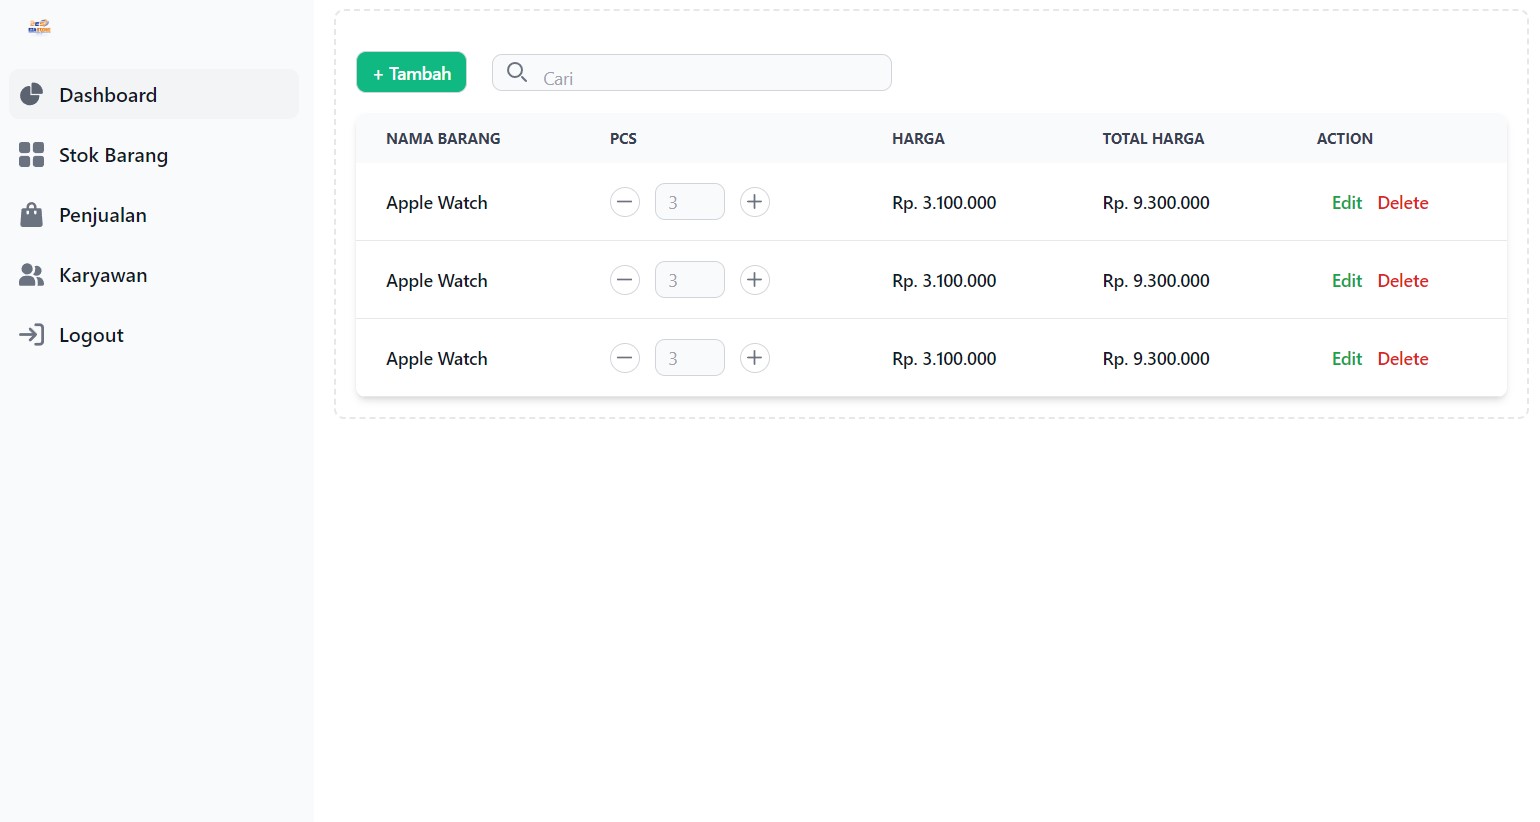 Dashboard
Stok Barang
Penjualan
Karyawan
Logout
+ Tambah
Cari
NAMA BARANG PCS HARGA TOTAL HARGA ACTION
Apple Watch 3 Rp. 3.100.000 Rp. 9.300.000 Edit Delete
Apple Watch 3 Rp. 3.100.000 Rp. 9.300.000 Edit Delete
Apple Watch 3 Rp. 3.100.000 Rp. 9.300.000 Edit Delete